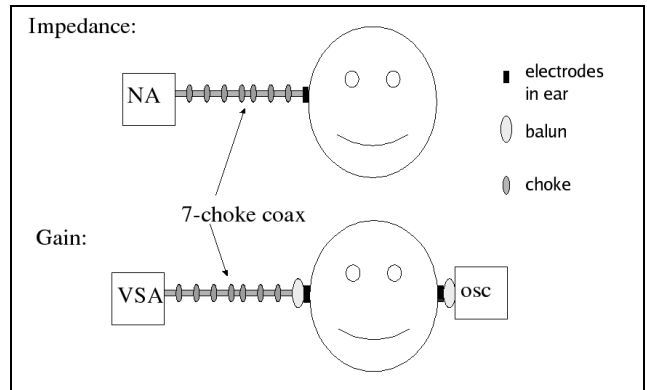 Impedance:
NA
electrodes
in ear
balun
choke
7-choke coax
Gain:
VSA
osc